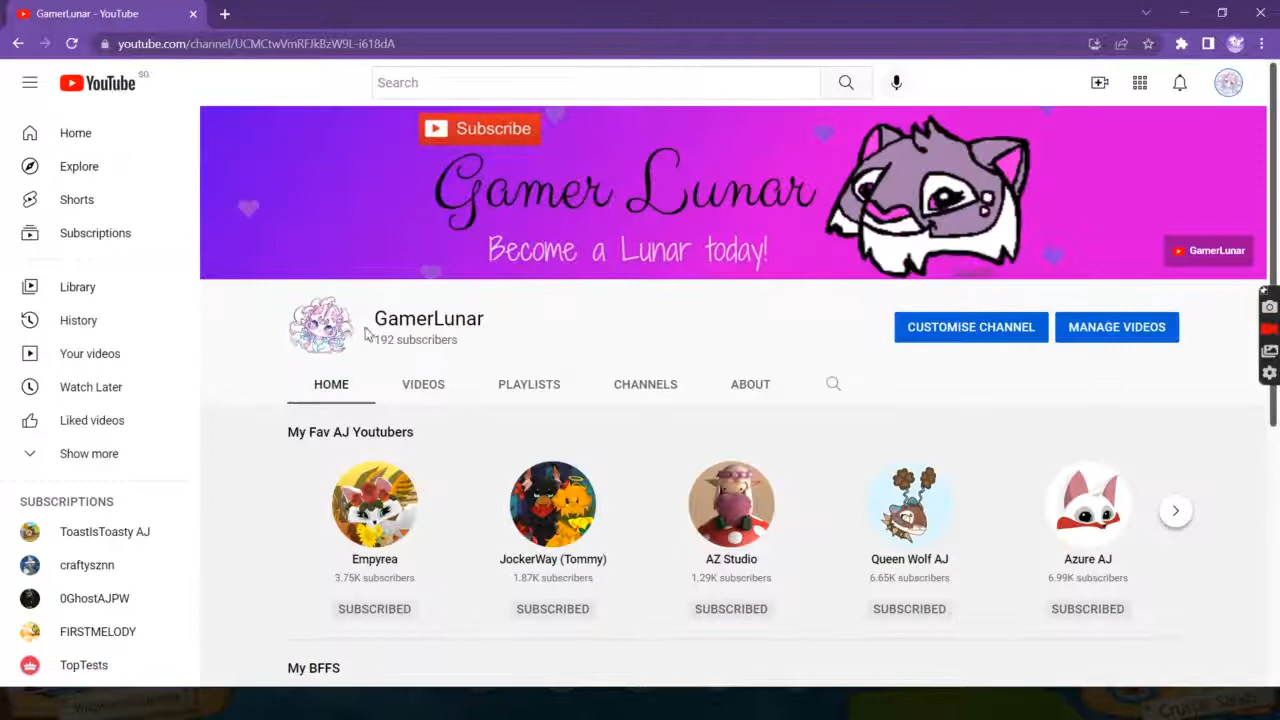 GamerLunar - YouTube
youtube.com/channel/UCMCtwVmRFJkBzW9L-i618dA
YouTube SG
Search
Home
Explore
Shorts
Subscriptions
Library
History
Your videos
Watch Later
Liked videos
Show more
SUBSCRIPTIONS
ToastIsToasty AJ
craftysznn
0GhostAJPW
FIRSTMELODY
TopTests
Subscribe
Gamer Lunar
Become a Lunar today!
GamerLunar
GamerLunar
192 subscribers
CUSTOMISE CHANNEL MANAGE VIDEOS
HOME VIDEOS PLAYLISTS CHANNELS ABOUT
My Fav AJ Youtubers
Empyrea JockerWay (Tommy) AZ Studio Queen Wolf AJ Azure AJ
3.75K subscribers 1.87K subscribers 1.29K subscribers 6.65K subscribers 6.99K subscribers
SUBSCRIBED SUBSCRIBED SUBSCRIBED SUBSCRIBED SUBSCRIBED
My BFFS